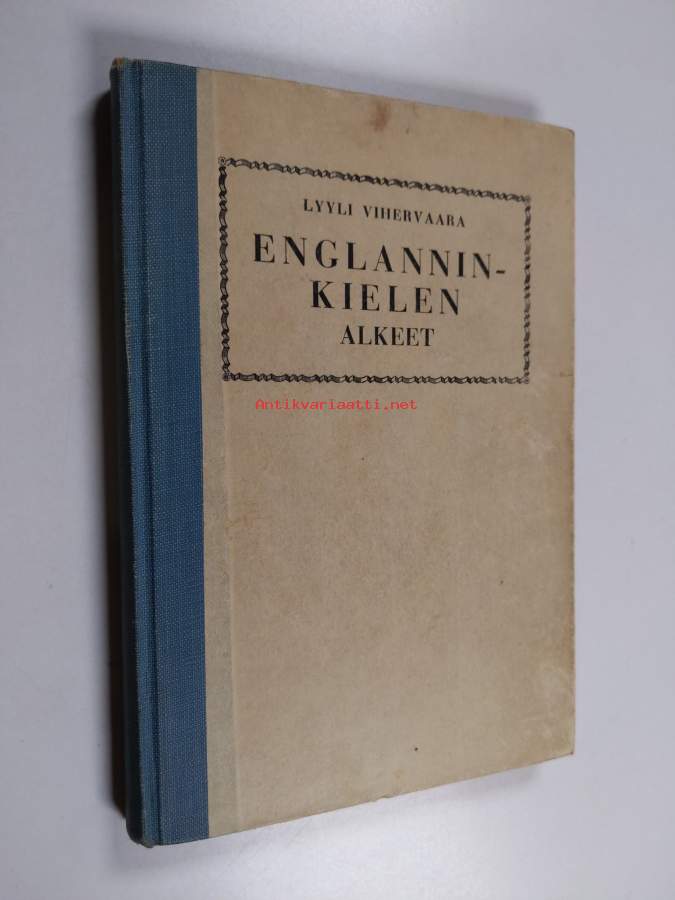 LYYLI VIHERVAARA
ENGLANNIN-
KIELEN
ALKEET
Antikvariaatti.net